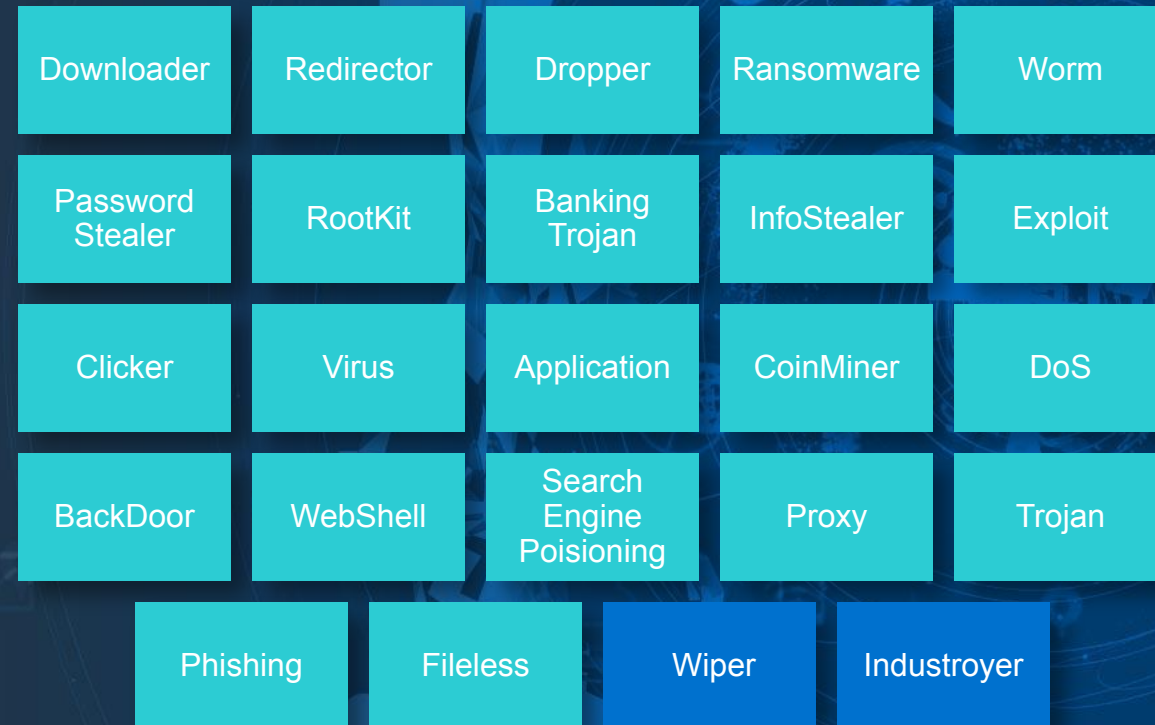 Downloader
Redirector
Dropper
Ransomware
Worm
Password
Stealer
RootKit
Banking
Trojan
InfoStealer
Exploit
Clicker
Virus
Application
CoinMiner
DoS
BackDoor
WebShell
Search
Engine
Poisioning
Proxy
Trojan
Phishing
Fileless
Wiper
Industroyer